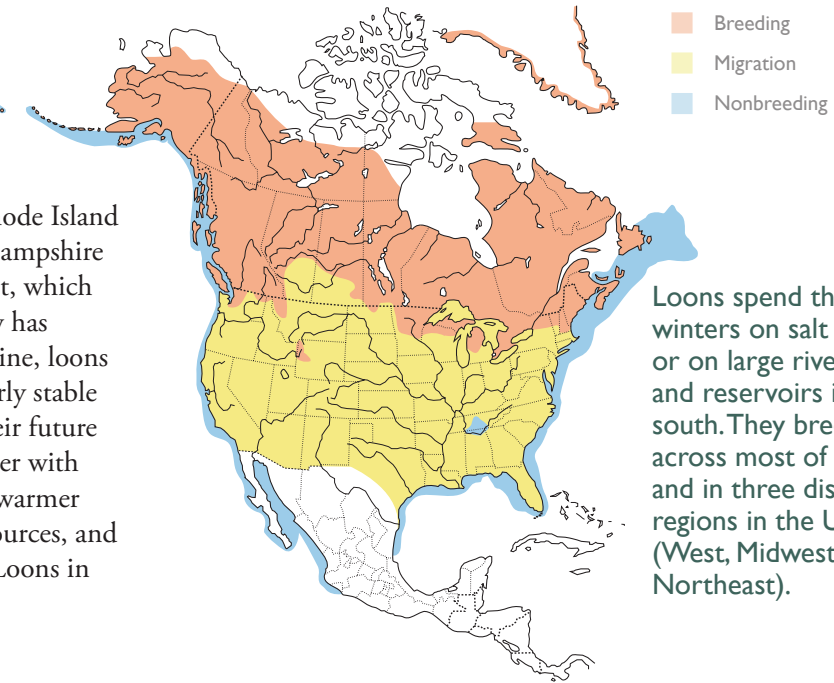 Breeding
Migration
Nonbreeding
ode Island
ampshire
t, which
has
ine, loons
rly stable
eir future
er with
warmer
ources, and
Loons in
Loons spend th
winters on salt
or on large rive
and reservoirs i
south. They bre
across most of
and in three dis
regions in the U
(West, Midwest
Northeast).